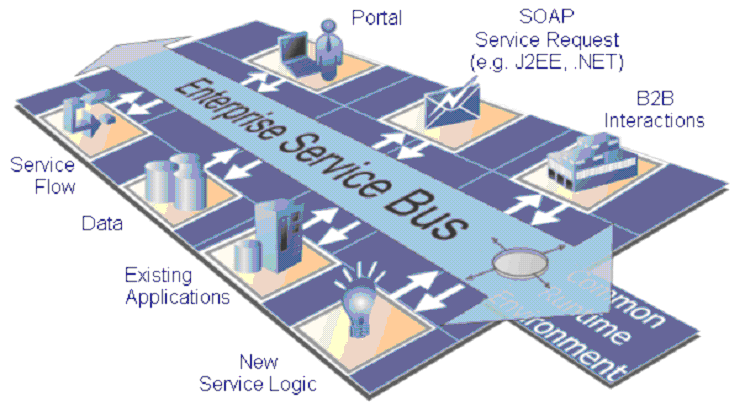 Portal
SOAP
Service Request
(e.g. J2EE, .NET)
B2B
Interactions
Enterprise Service Bus
Service
Flow
Data
Existing
Applications
New
Service Logic
Common
Runtime
Environment